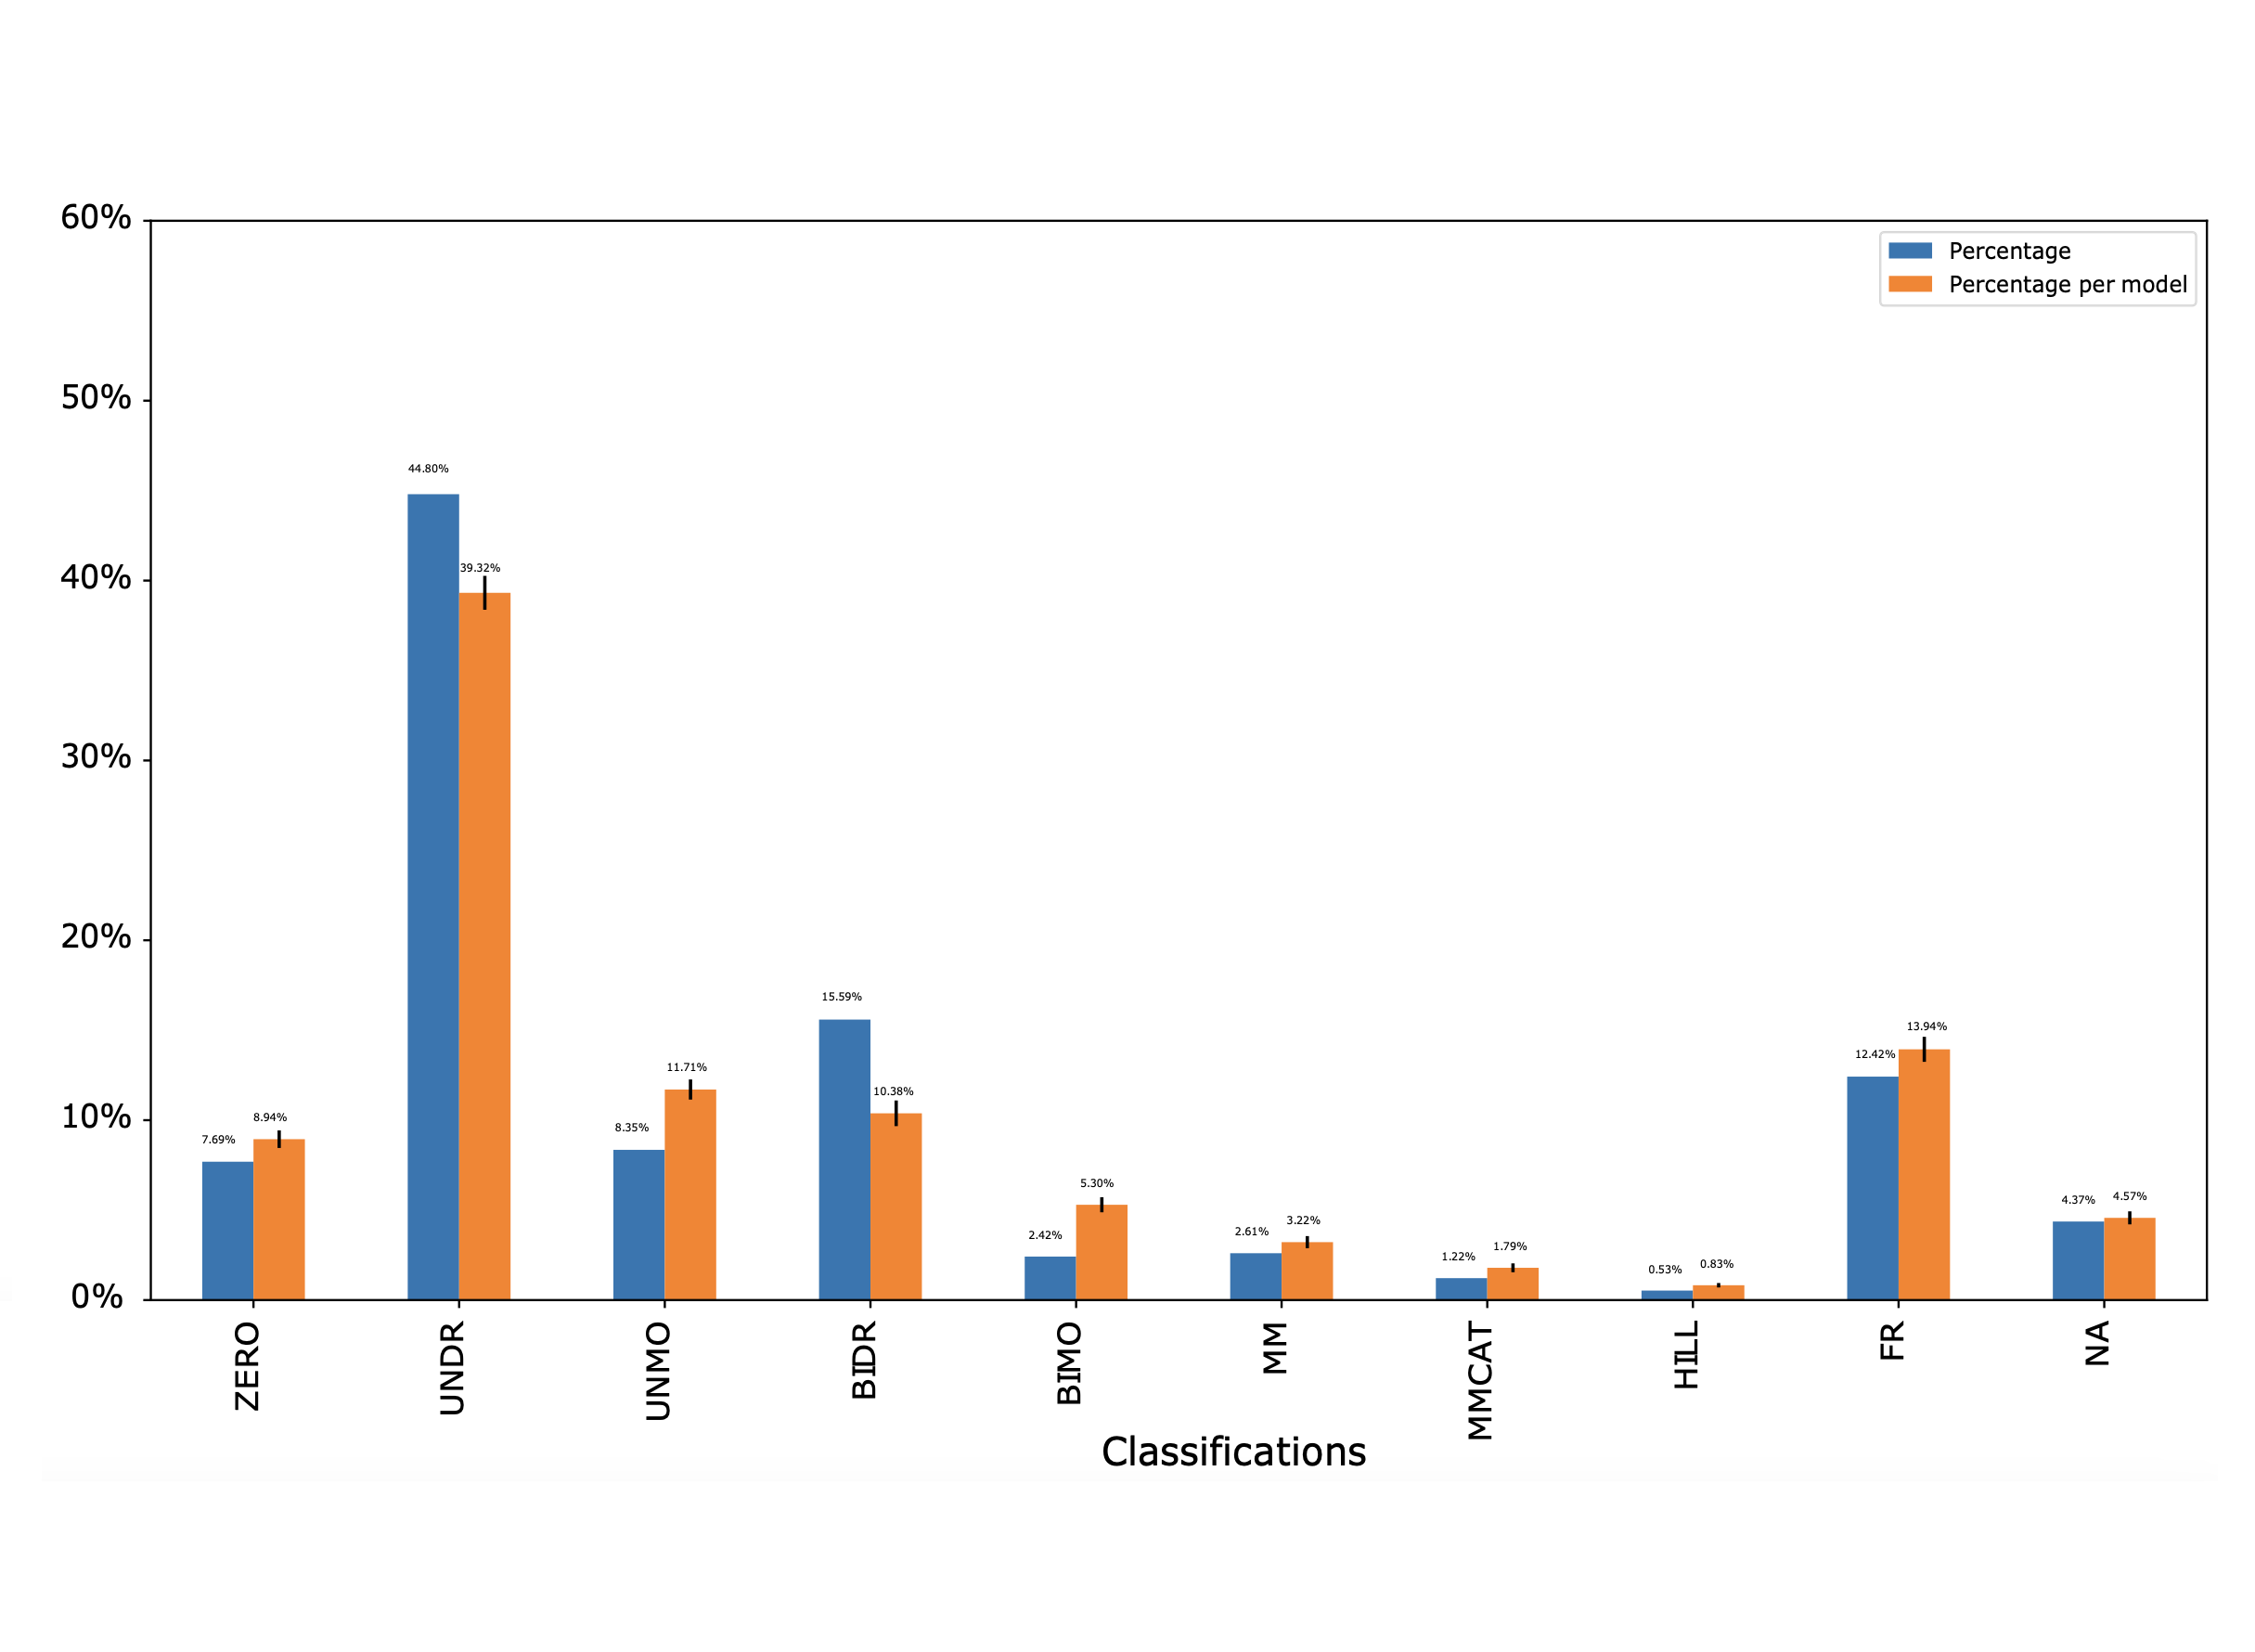 60%
50%
40%
30%
20%
10%
0%
Percentage
Percentage per model
7.69%
8.94%
44.80%
39.32%
8.35%
11.71%
15.59%
10.38%
2.42%
5.30%
2.61%
3.22%
1.22%
1.79%
0.53%
0.83%
12.42%
13.94%
4.37%
4.57%
ZERO
UNDR
UNMO
BIDR
BIMO
MM
MMCAT
HILL
FR
NA
Classifications